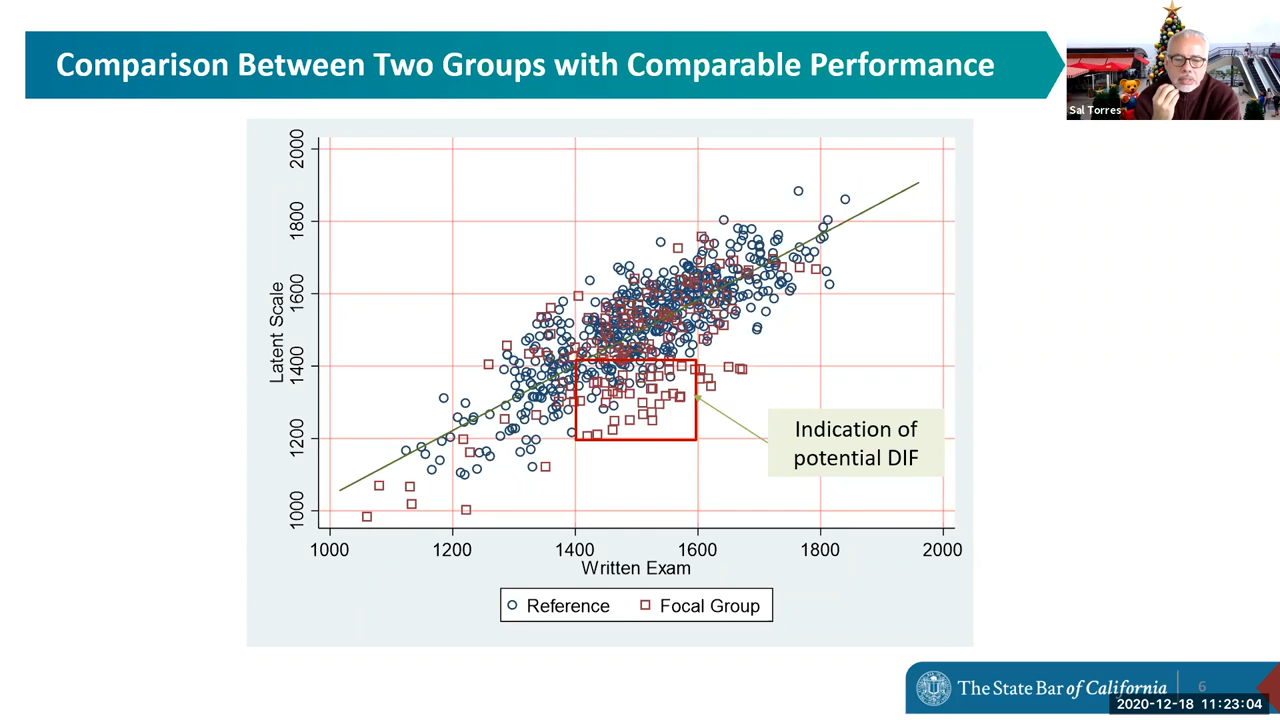 Comparison Between Two Groups with Comparable Performance
Sal Torres
2000
1800
1600
1400
1200
1000
Latent Scale
Indication of
potential DIF
1000 1200 1400 1600 1800 2000
Written Exam
Reference Focal Group
The State Bar of California 6
2020-12-18 11:23:04